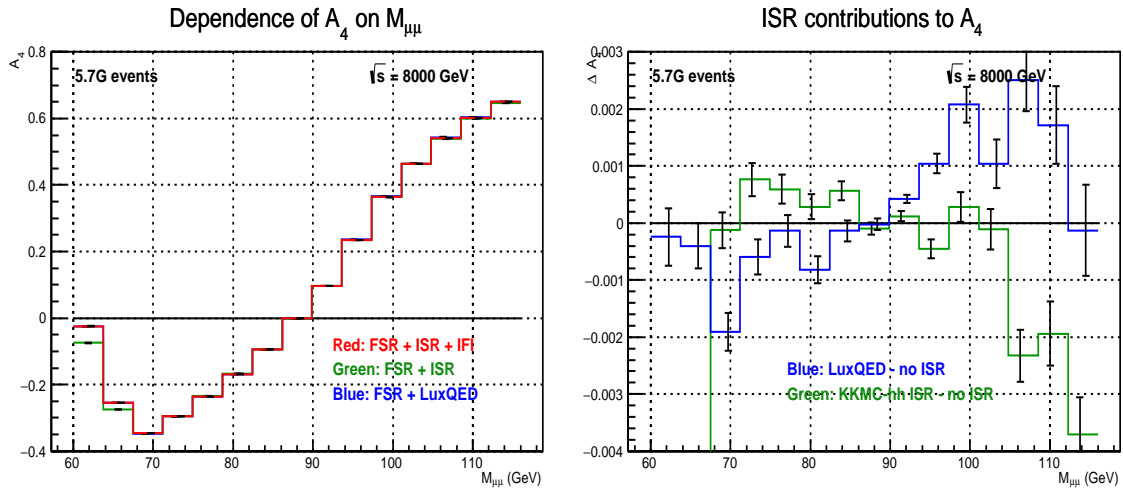 Dependence of A4 on Mμμ
A4
0.8
0.6
0.4
0.2
0
−0.2
−0.4
5.7G events
√s = 8000 GeV
Red: FSR + ISR + IFI
Green: FSR + ISR
Blue: FSR + LuxQED
60 70 80 90 100 110
Mμμ (GeV)
ISR contributions to A4
Δ A4
0.003
0.002
0.001
0
−0.001
−0.002
−0.003
−0.004
5.7G events
√s = 8000 GeV
Blue: LuxQED - no ISR
Green: KKMC-hh ISR - no ISR
60 70 80 90 100 110
Mμμ (GeV)